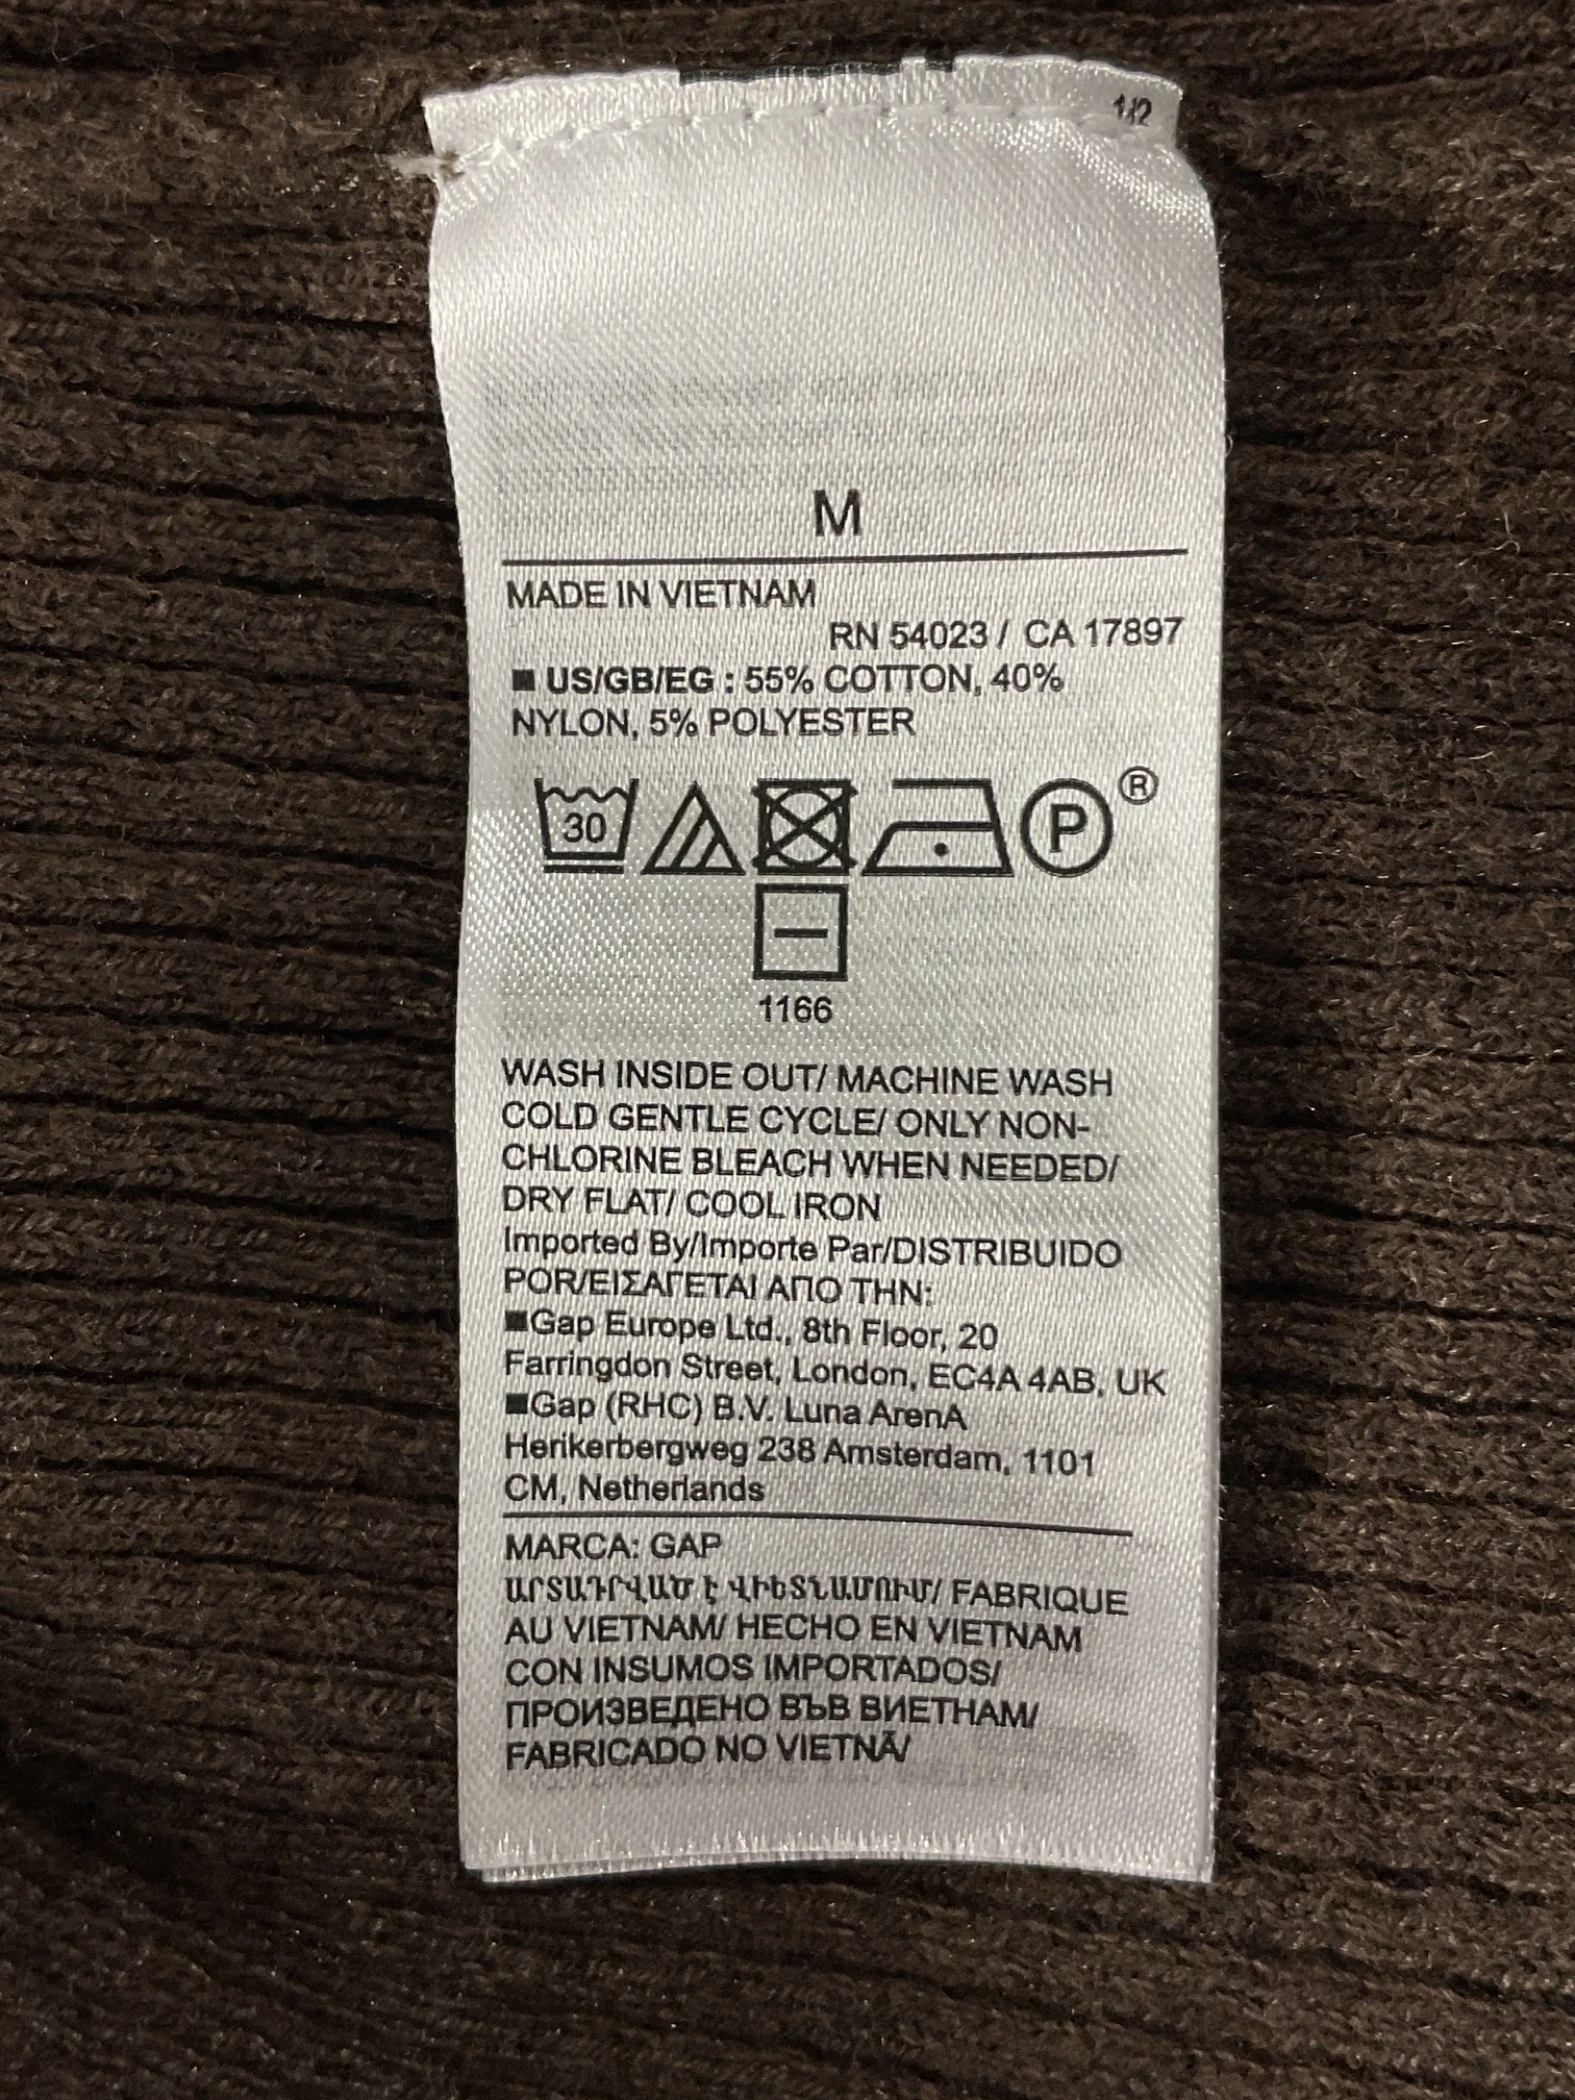 1/2
M
MADE IN VIETNAM
RN 54023 / CA 17897
■ US/GB/EG : 55% COTTON, 40%
NYLON, 5% POLYESTER
30 P ®
1166
WASH INSIDE OUT/ MACHINE WASH
COLD GENTLE CYCLE/ ONLY NON-
CHLORINE BLEACH WHEN NEEDED/
DRY FLAT/ COOL IRON
Imported By/Importe Par/DISTRIBUIDO
POR/ΕΙΣΑΓΕΤΑΙ ΑΠΟ ΤΗΝ:
■Gap Europe Ltd., 8th Floor, 20
Farringdon Street, London, EC4A 4AB, UK
■Gap (RHC) B.V. Luna ArenA
Herikerbergweg 238 Amsterdam, 1101
CM, Netherlands
MARCA: GAP
ԱՐՏԱԴՐՎԱԾ Է ՎԻԵՏՆԱՄՈՒՄ/ FABRIQUE
AU VIETNAM/ HECHO EN VIETNAM
CON INSUMOS IMPORTADOS/
ПРОИЗВЕДЕНО ВЪВ ВИЕТНАМ/
FABRICADO NO VIETNÃ/